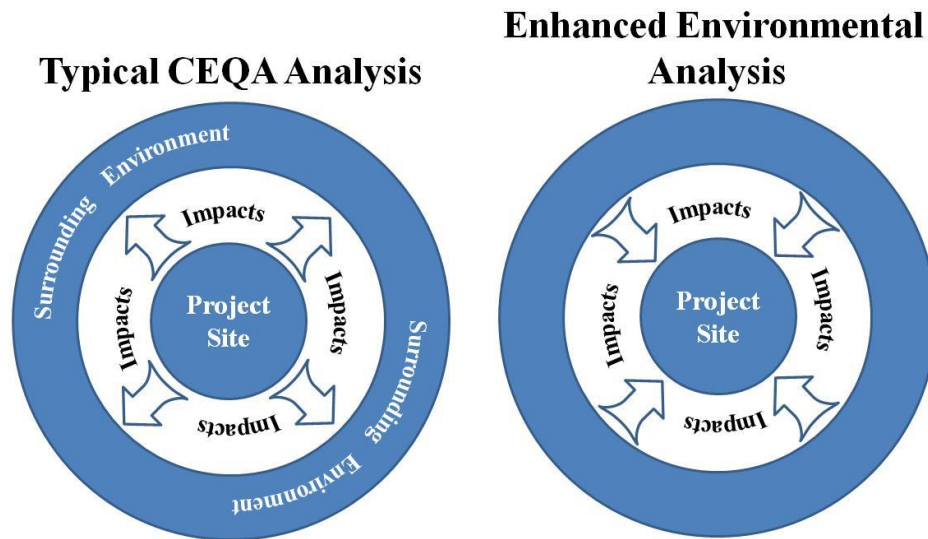 Typical CEQA Analysis
Surrounding Environment
Impacts
Impacts
Impacts
Impacts
Project
Site
Surrounding Environment
Enhanced Environmental
Analysis
Impacts
Impacts
Impacts
Impacts
Project
Site